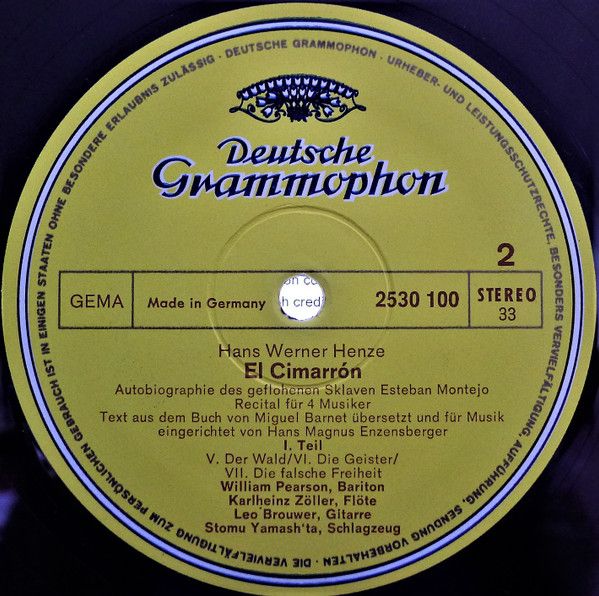 DEUTSCHE GRAMMOPHON · URHEBER- UND LEISTUNGSSCHUTZRECHTE, BESONDERS VERVIELFÄLTIGUNG, AUFFÜHRUNG, SENDUNG VORBEHALTEN · DIE VERVIELFÄLTIGUNG ZUM PERSÖNLICHEN GEBRAUCH IST IN EINIGEN STAATEN OHNE BESONDERE ERLAUBNIS ZULÄSSIG ·
Deutsche
Grammophon
2
GEMA Made in Germany 2530 100 STEREO
33
h credi
Hans Werner Henze
El Cimarrón
Autobiographie des geflohenen Sklaven Esteban Montejo
Recital für 4 Musiker
Text aus dem Buch von Miguel Barnet übersetzt und für Musik
eingerichtet von Hans Magnus Enzensberger
I. Teil
V. Der Wald/VI. Die Geister/
VII. Die falsche Freiheit
William Pearson, Bariton
Karlheinz Zöller, Flöte
Leo Brouwer, Gitarre
Stomu Yamash'ta, Schlagzeug